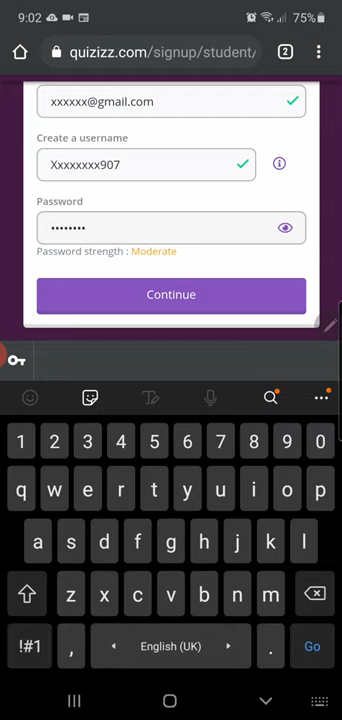 9:02
75%
quizizz.com/signup/student/
2
xxxxxx@gmail.com
Create a username
Xxxxxxxx907
Password
••••••••
Password strength : Moderate
Continue
1 2 3 4 5 6 7 8 9 0
q w e r t y u i o p
a s d f g h j k l
z x c v b n m
!#1 , English (UK) . Go